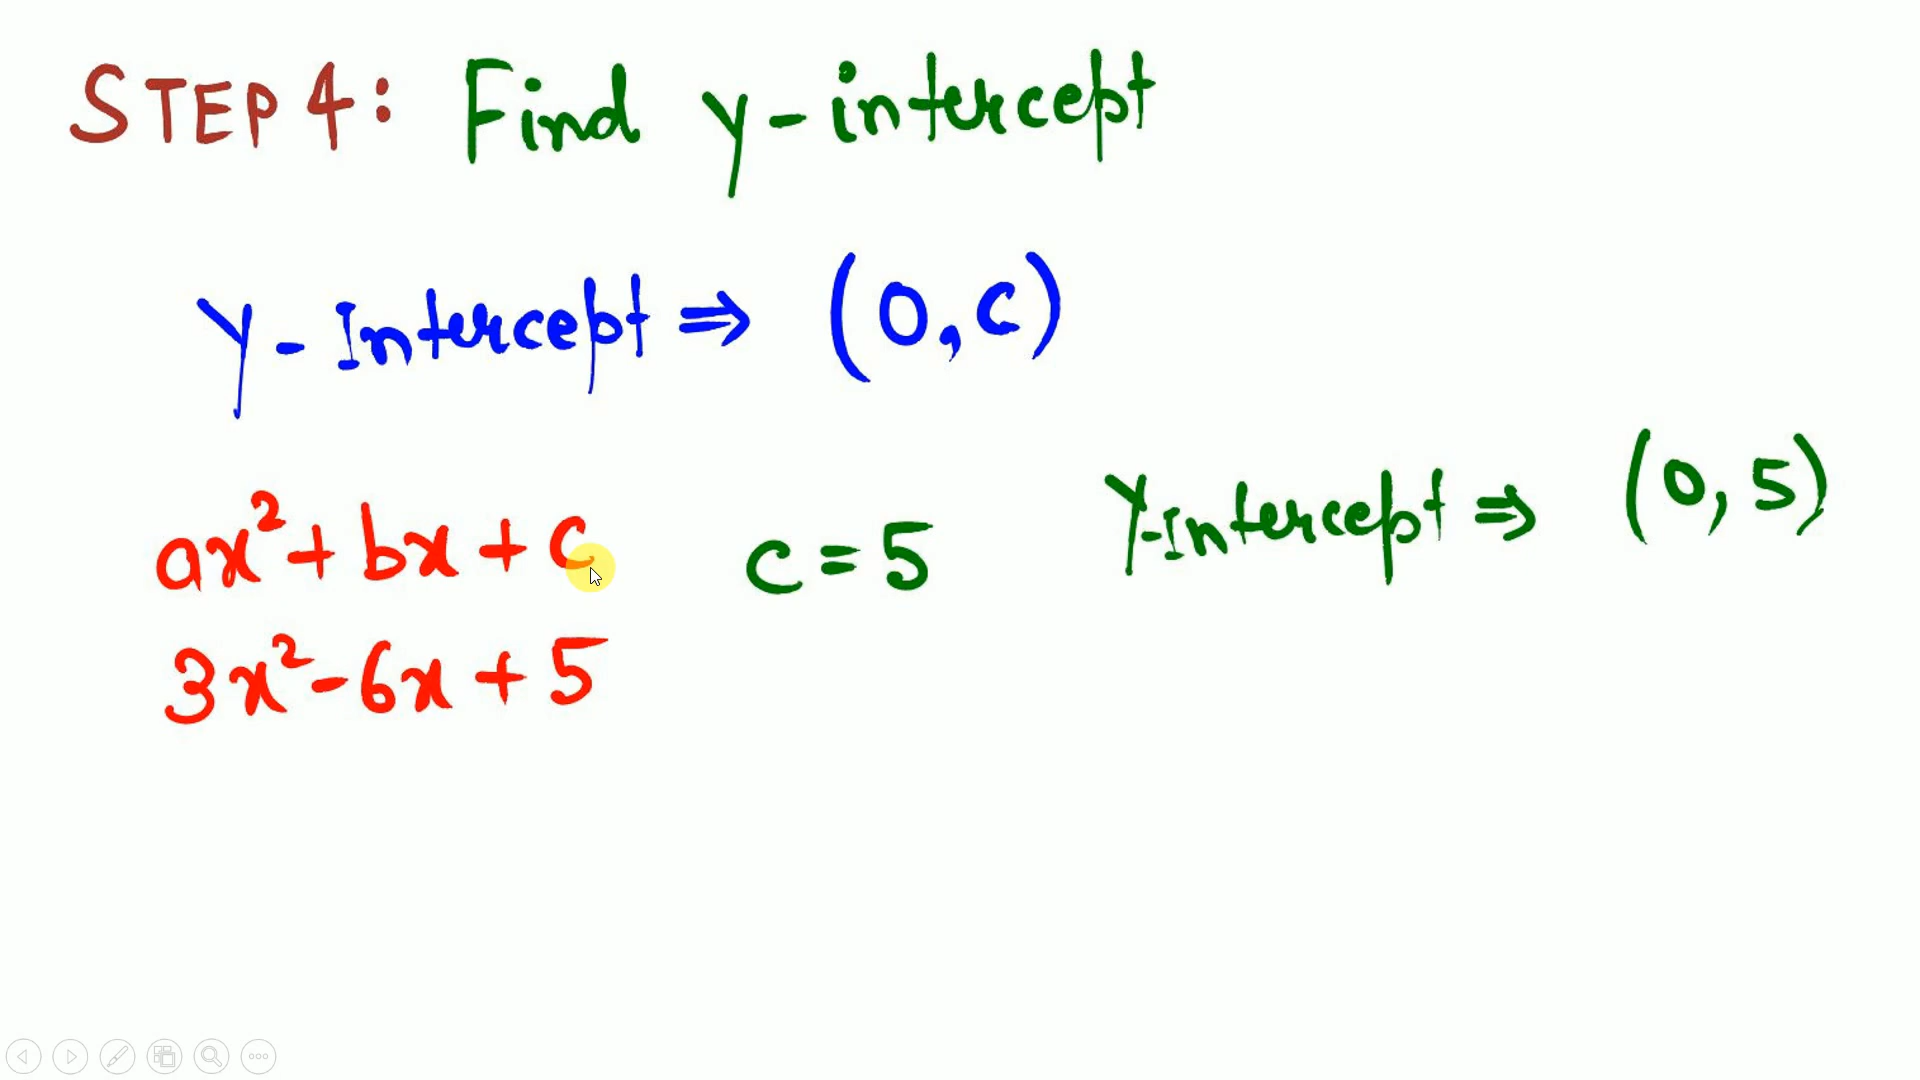 STEP 4: Find y-intercept
Y-Intercept ⇒ (0, c)
ax² + bx + c
c = 5
Y-Intercept ⇒ (0, 5)
3x² - 6x + 5